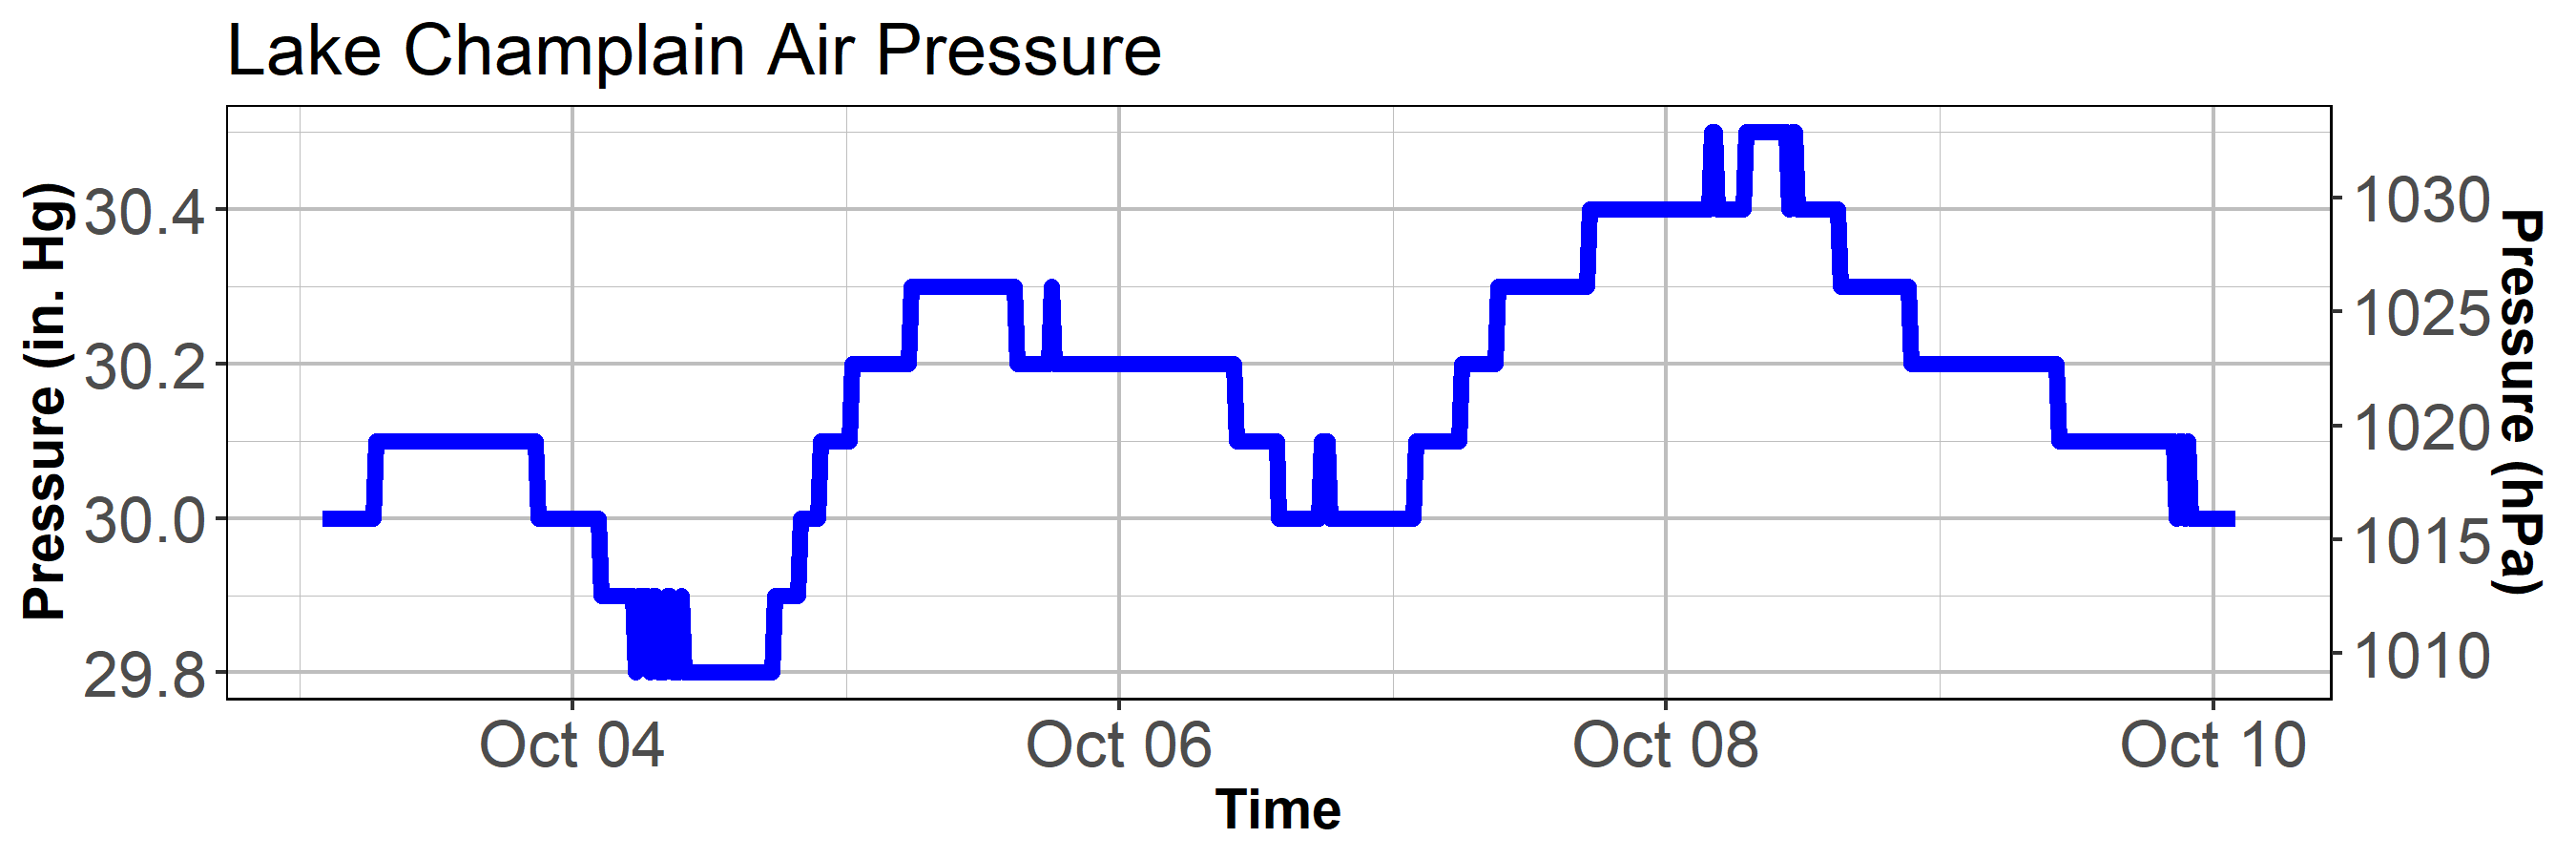 Lake Champlain Air Pressure
Pressure (in. Hg)
30.4
30.2
30.0
29.8
1030
1025
1020
1015
1010
Pressure (hPa)
Oct 04 Oct 06 Oct 08 Oct 10
Time